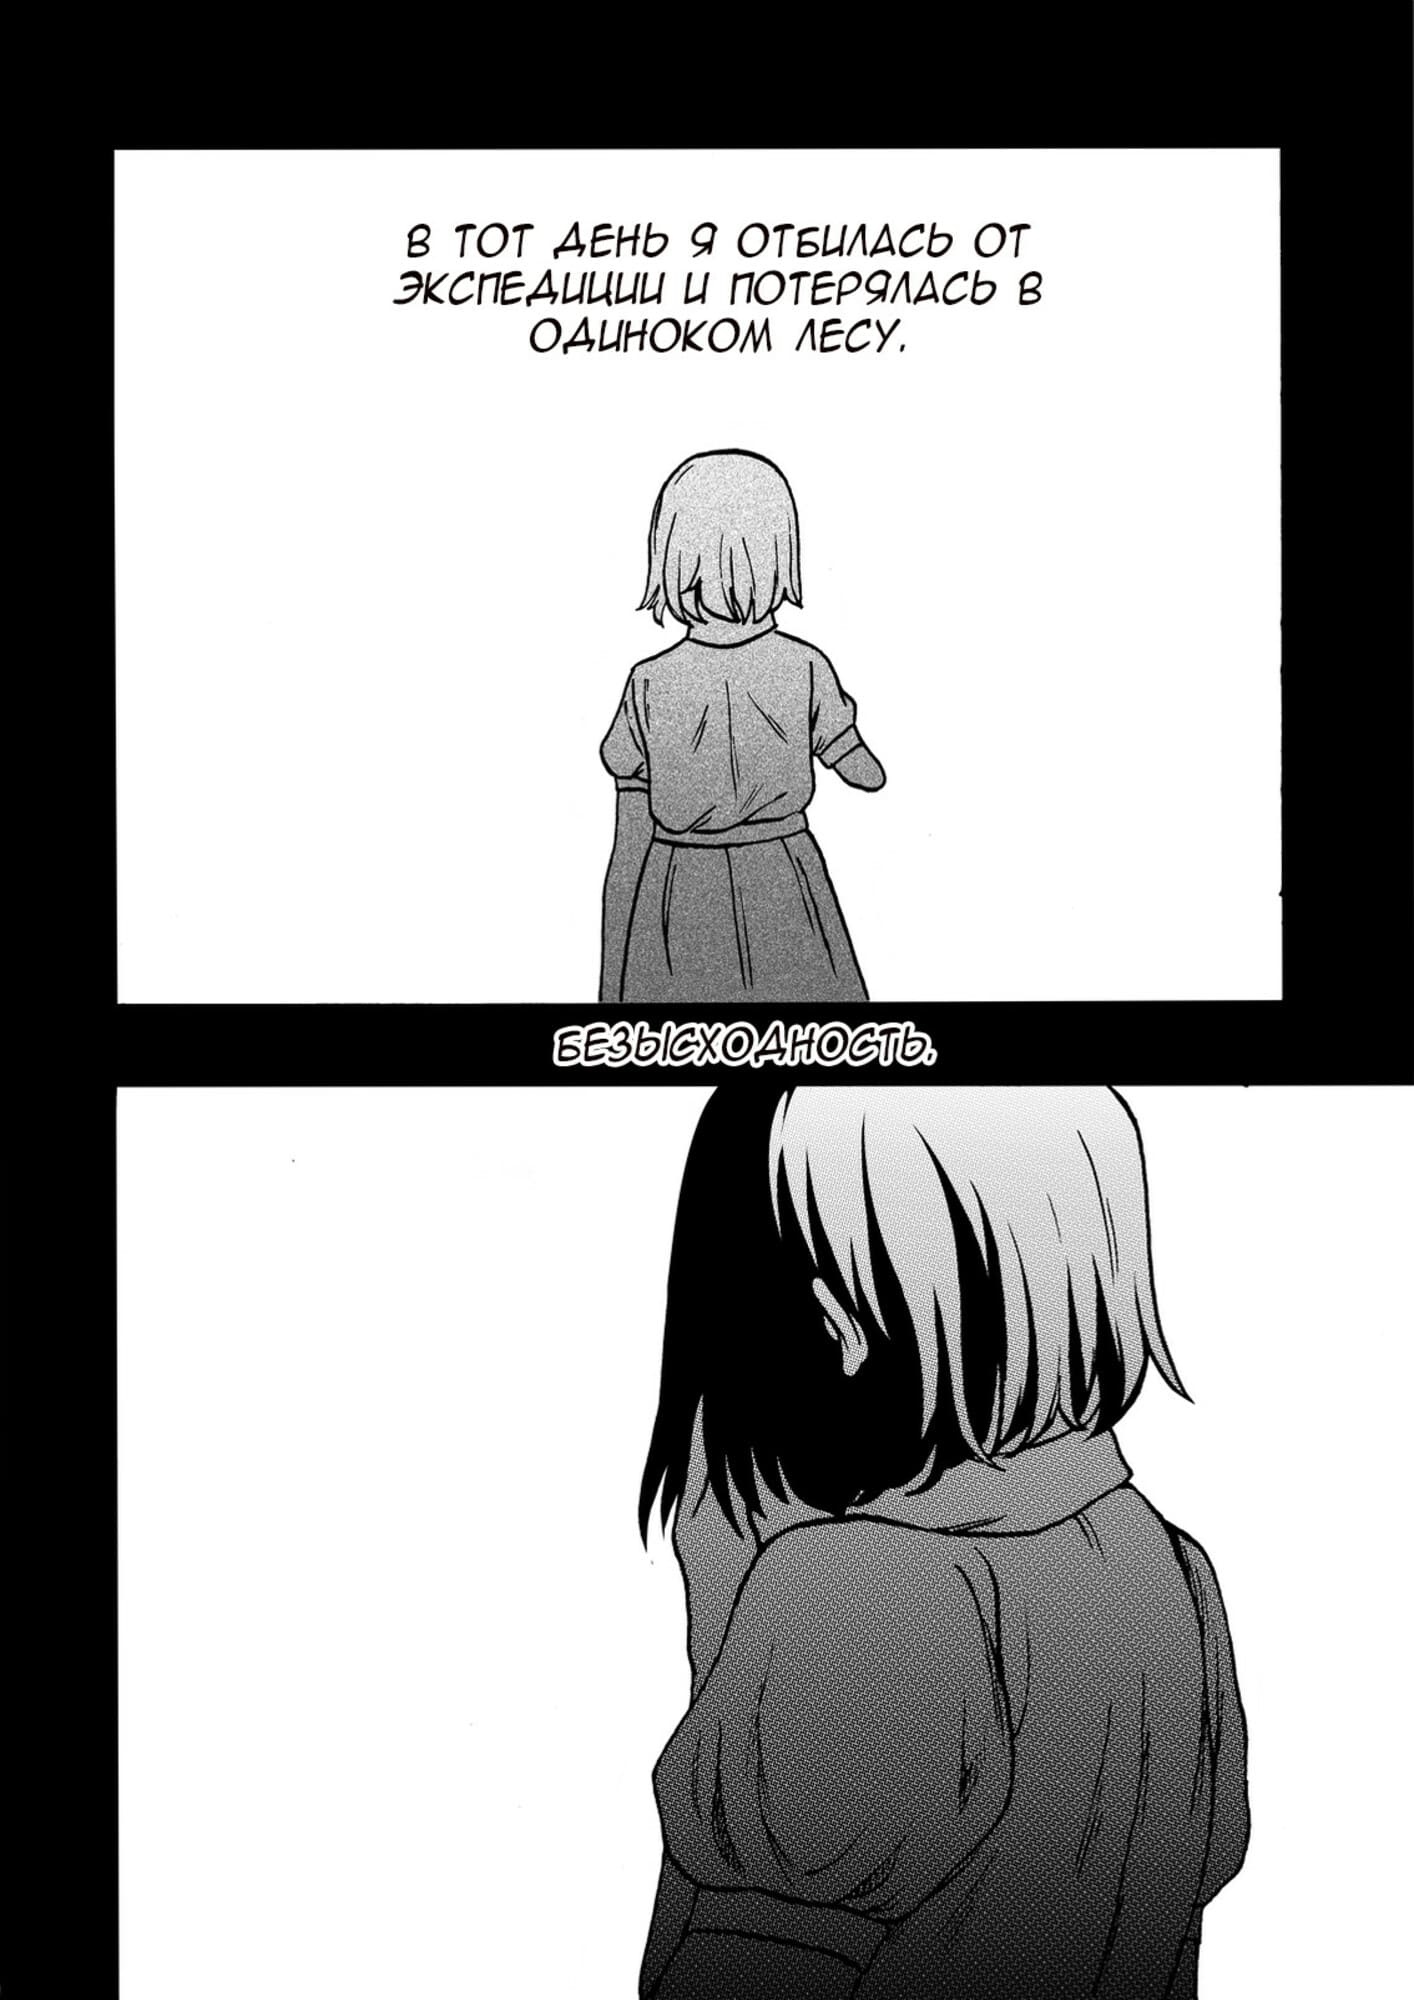 В ТОТ ДЕНЬ Я ОТБИЛАСЬ ОТ
ЭКСПЕДИЦИИ И ПОТЕРЯЛАСЬ В
ОДИНОКОМ ЛЕСУ.
БЕЗЫСХОДНОСТЬ.